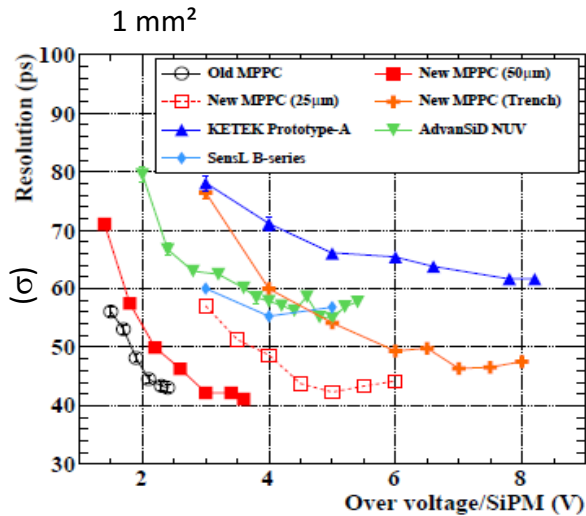 1 mm²
Resolution (ps)
(σ)
100
90
80
70
60
50
40
30
Old MPPC
New MPPC (50μm)
New MPPC (25μm)
New MPPC (Trench)
KETEK Prototype-A
AdvanSiD NUV
SensL B-series
2
4
6
8
Over voltage/SiPM (V)